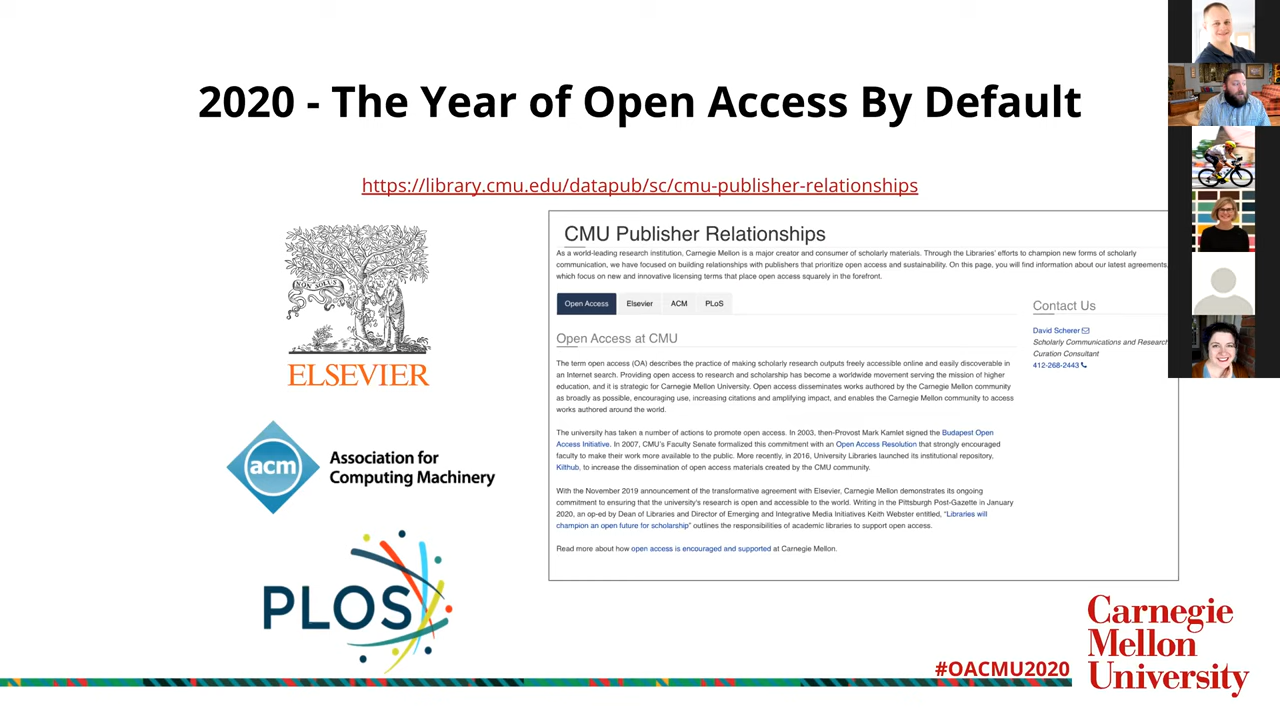 2020 - The Year of Open Access By Default
https://library.cmu.edu/datapub/sc/cmu-publisher-relationships
NON SOLUS
ELSEVIER
acm
Association for
Computing Machinery
PLOS
CMU Publisher Relationships
As a world-leading research institution, Carnegie Mellon is a major creator and consumer of scholarly materials. Through the Libraries' efforts to champion new forms of scholarly
communication, we have focused on building relationships with publishers that prioritize open access and sustainability. On this page, you will find information about our latest agreements,
which focus on new and innovative licensing terms that place open access squarely in the forefront.
Open Access Elsevier ACM PLoS
Open Access at CMU
The term open access (OA) describes the practice of making scholarly research outputs freely accessible online and easily discoverable in
an Internet search. Providing open access to research and scholarship has become a worldwide movement serving the mission of higher
education, and it is strategic for Carnegie Mellon University. Open access disseminates works authored by the Carnegie Mellon community
as broadly as possible, encouraging use, increasing citations and amplifying impact, and enables the Carnegie Mellon community to access
works authored around the world.
The university has taken a number of actions to promote open access. In 2003, then-Provost Mark Kamlet signed the Budapest Open
Access Initiative. In 2007, CMU's Faculty Senate formalized this commitment with an Open Access Resolution that strongly encouraged
faculty to make their work more available to the public. More recently, in 2016, University Libraries launched its institutional repository,
Kilthub, to increase the dissemination of open access materials created by the CMU community.
With the November 2019 announcement of the transformative agreement with Elsevier, Carnegie Mellon demonstrates its ongoing
commitment to ensuring that the university's research is open and accessible to the world. Writing in the Pittsburgh Post-Gazette in January
2020, an op-ed by Dean of Libraries and Director of Emerging and Integrative Media Initiatives Keith Webster entitled, "Libraries will
champion an open future for scholarship" outlines the responsibilities of academic libraries to support open access.
Read more about how open access is encouraged and supported at Carnegie Mellon.
Contact Us
David Scherer
Scholarly Communications and Research
Curation Consultant
412-268-2443
#OACMU2020
Carnegie
Mellon
University